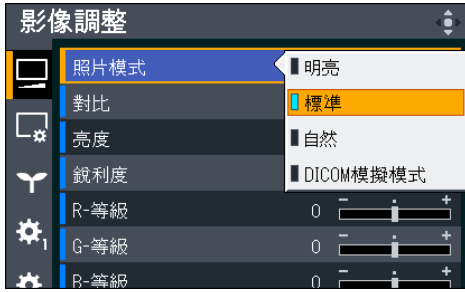 影像調整
照片模式
明亮
對比
標準
亮度
自然
銳利度
DICOM模擬模式
R-等級 0 - +
G-等級 0 - +
B-等級 0 - +
1